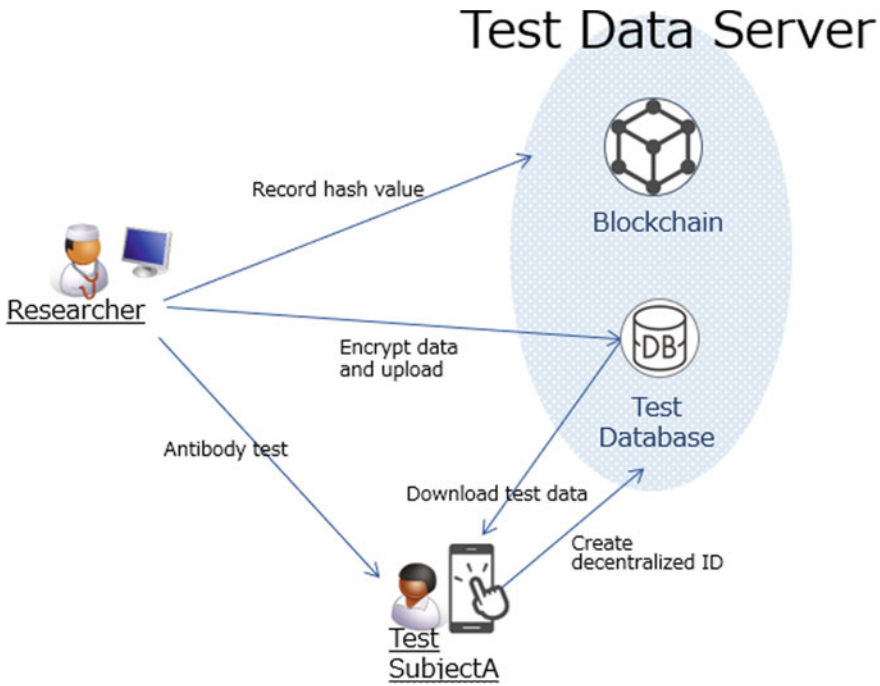 Test Data Server
Record hash value
Blockchain
Researcher
Encrypt data
and upload
DB
Test
Database
Antibody test
Download test data
Create
decentralized ID
Test
SubjectA